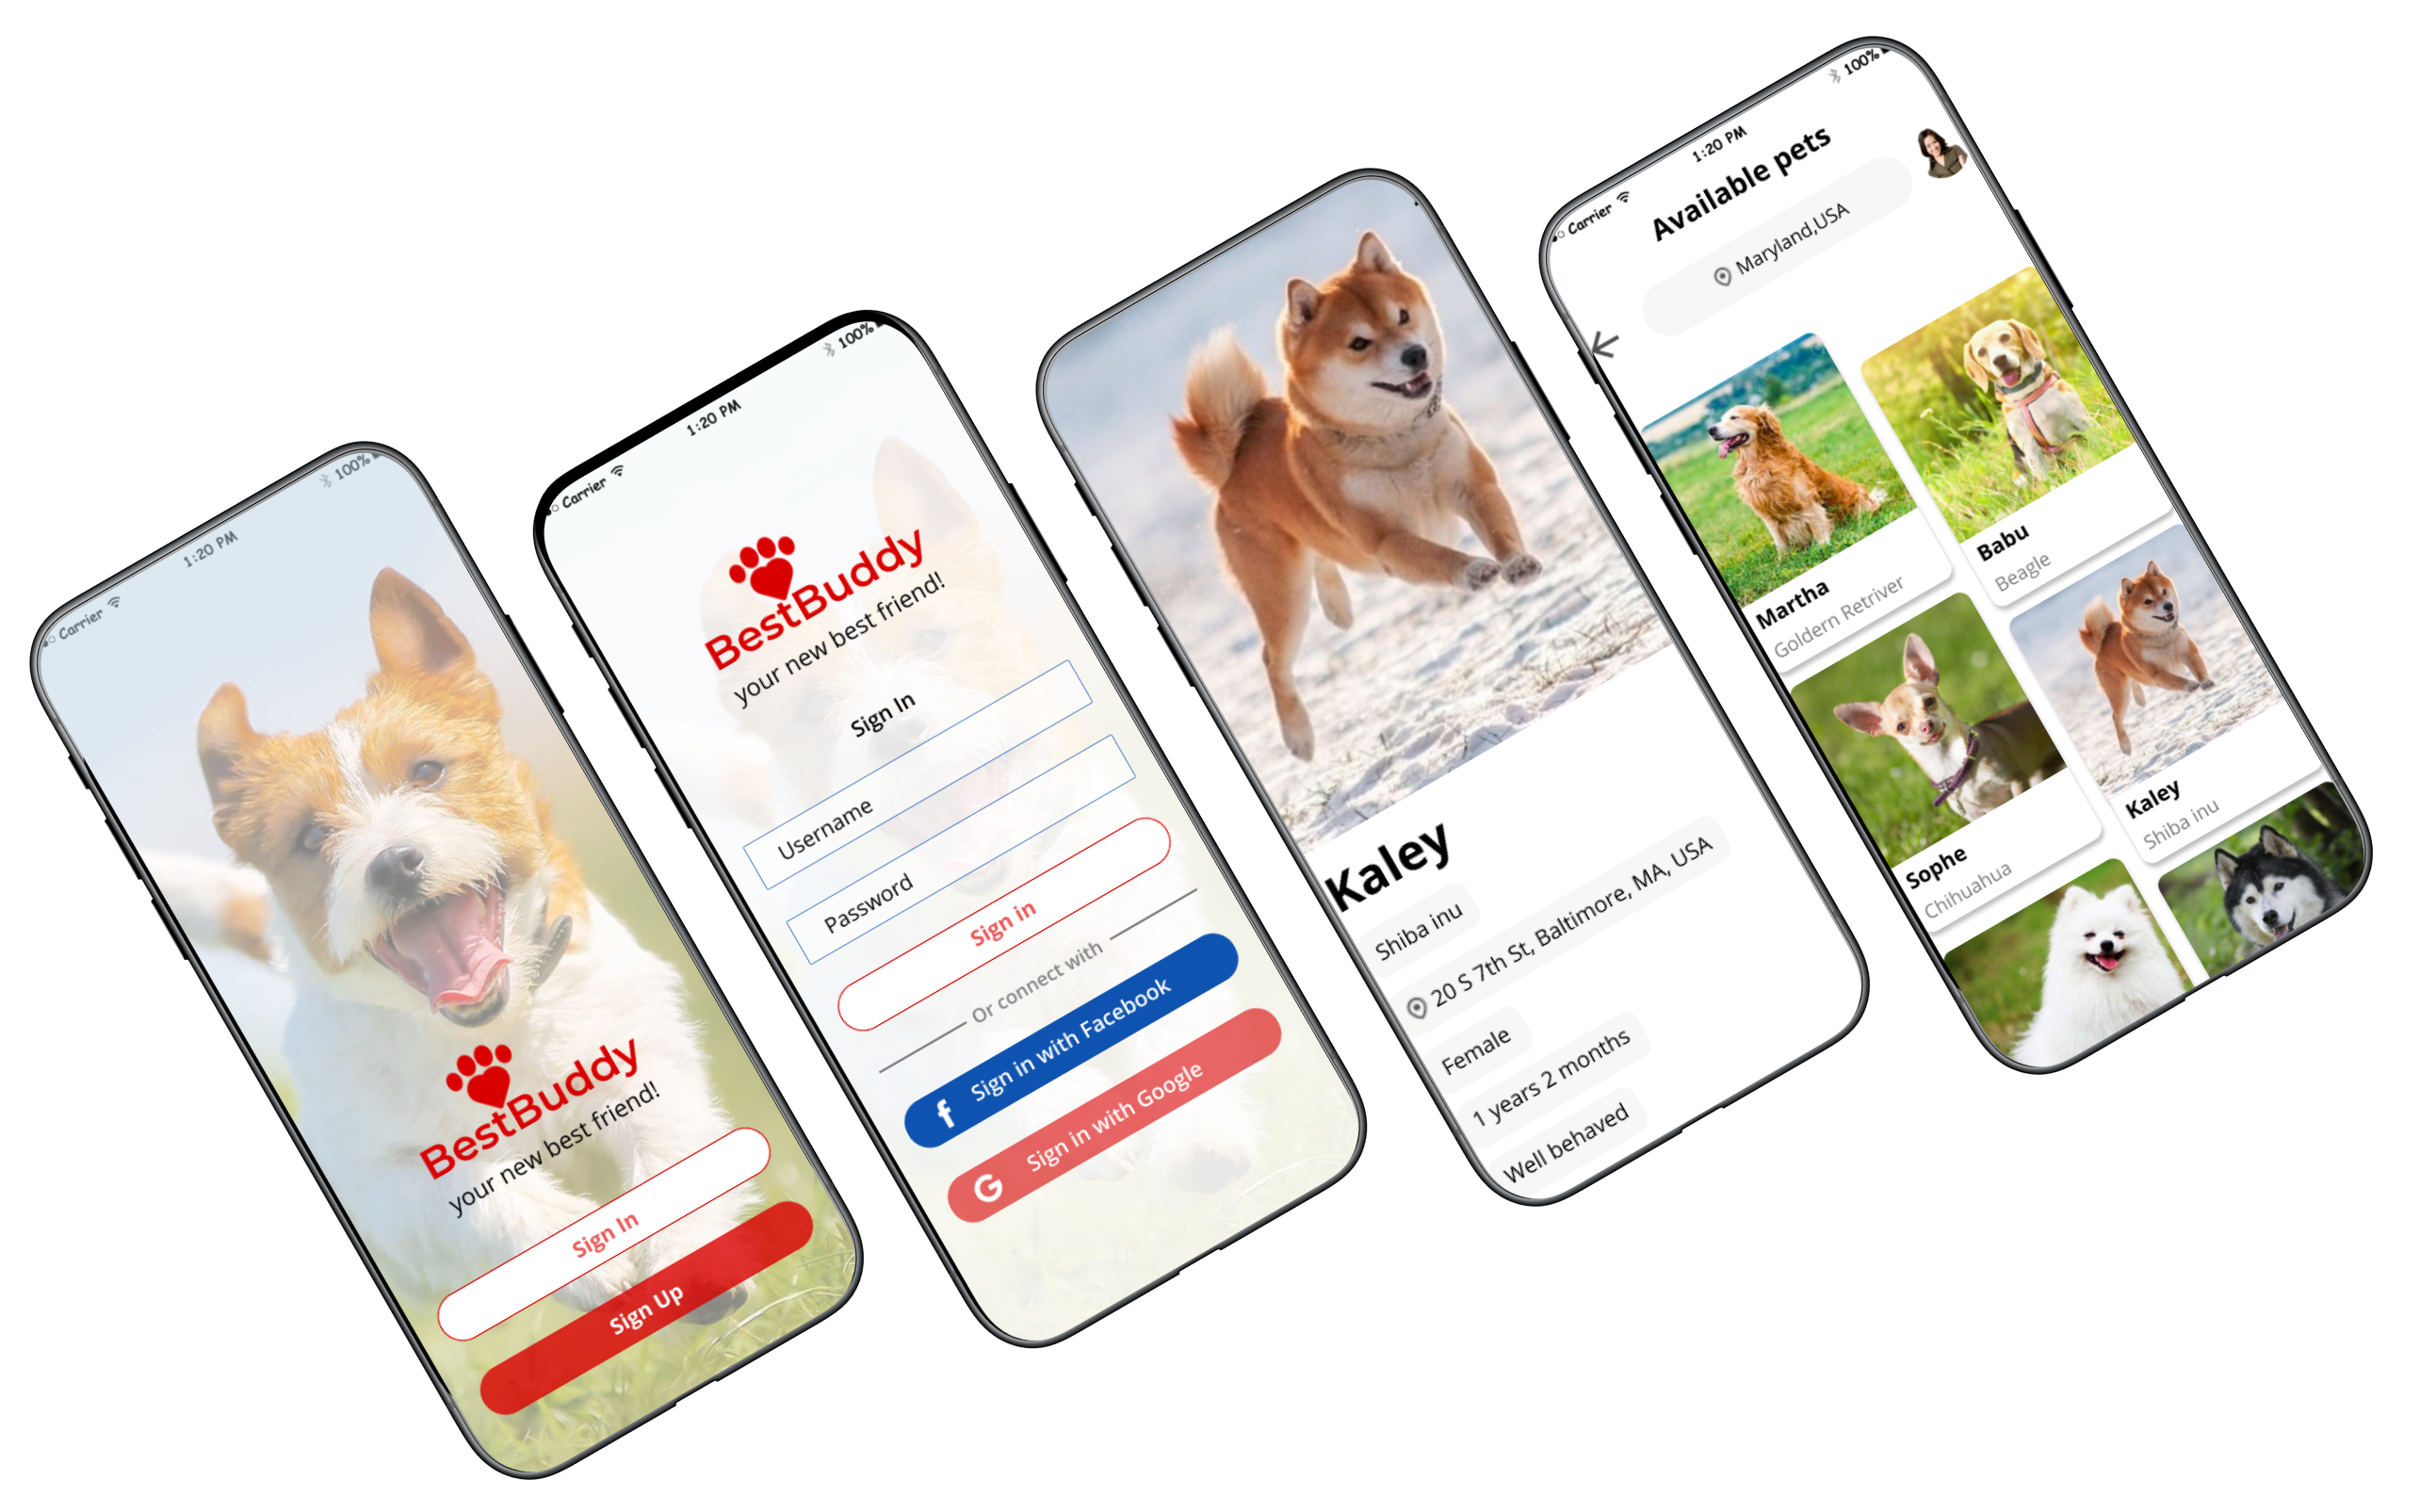 Carrier
1:20 PM
100%
BestBuddy
your new best friend!
Sign In
Sign Up
Carrier
1:20 PM
100%
BestBuddy
your new best friend!
Sign In
Username
Password
Sign in
Or connect with
f Sign in with Facebook
G Sign in with Google
Kaley
Shiba inu
20 S 7th St, Baltimore, MA, USA
Female
1 years 2 months
Well behaved
Carrier
1:20 PM
100%
Available pets
Maryland,USA
Martha
Goldern Retriver
Babu
Beagle
Sophe
Chihuahua
Kaley
Shiba inu